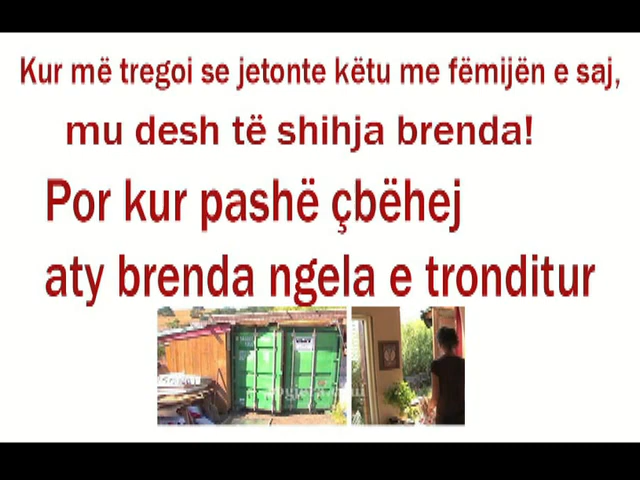 Kur më tregoi se jetonte këtu me fëmijën e saj,
mu desh të shihja brenda!
Por kur pashë çbëhej
aty brenda ngela e tronditur